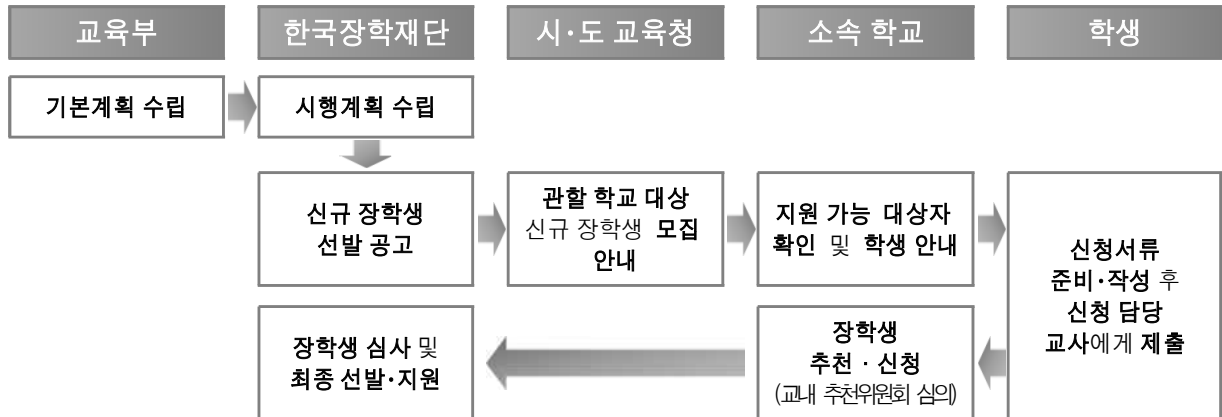 교육부
한국장학재단
시·도 교육청
소속 학교
학생
기본계획 수립
시행계획 수립
신규 장학생
선발 공고
관할 학교 대상
신규 장학생 모집
안내
지원 가능 대상자
확인 및 학생 안내
신청서류
준비·작성 후
신청 담당
교사에게 제출
장학생
추천 · 신청
(교내 추천위원회 심의)
장학생 심사 및
최종 선발·지원